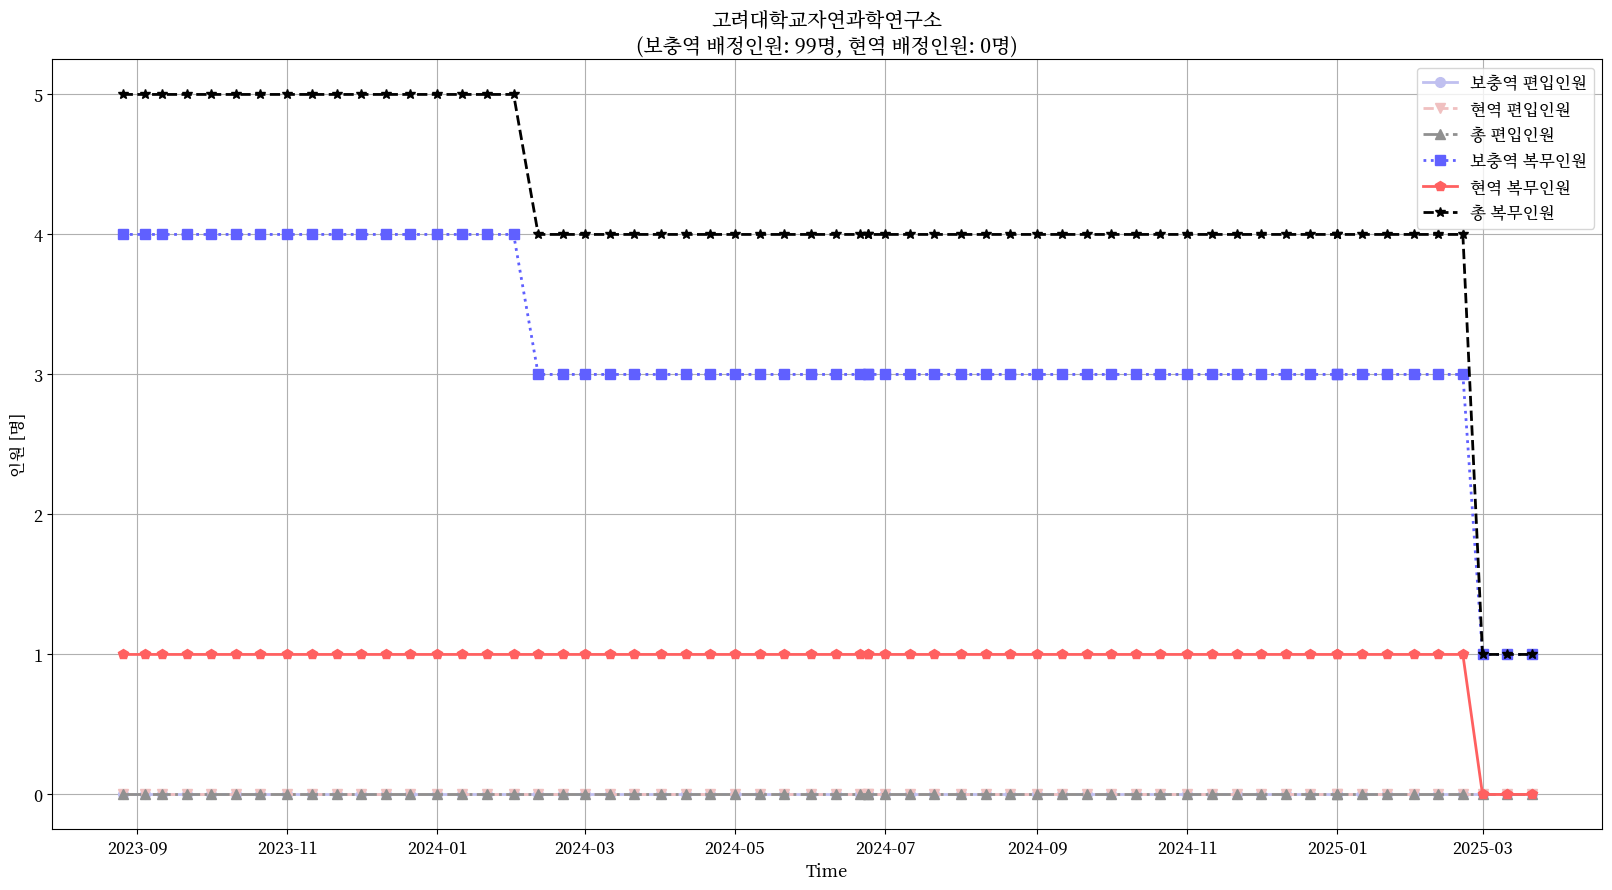 고려대학교자연과학연구소
(보충역 배정인원: 99명, 현역 배정인원: 0명)
보충역 편입인원
현역 편입인원
총 편입인원
보충역 복무인원
현역 복무인원
총 복무인원
인원 [명]
5
4
3
2
1
0
2023-09
2023-11
2024-01
2024-03
2024-05
2024-07
2024-09
2024-11
2025-01
2025-03
Time